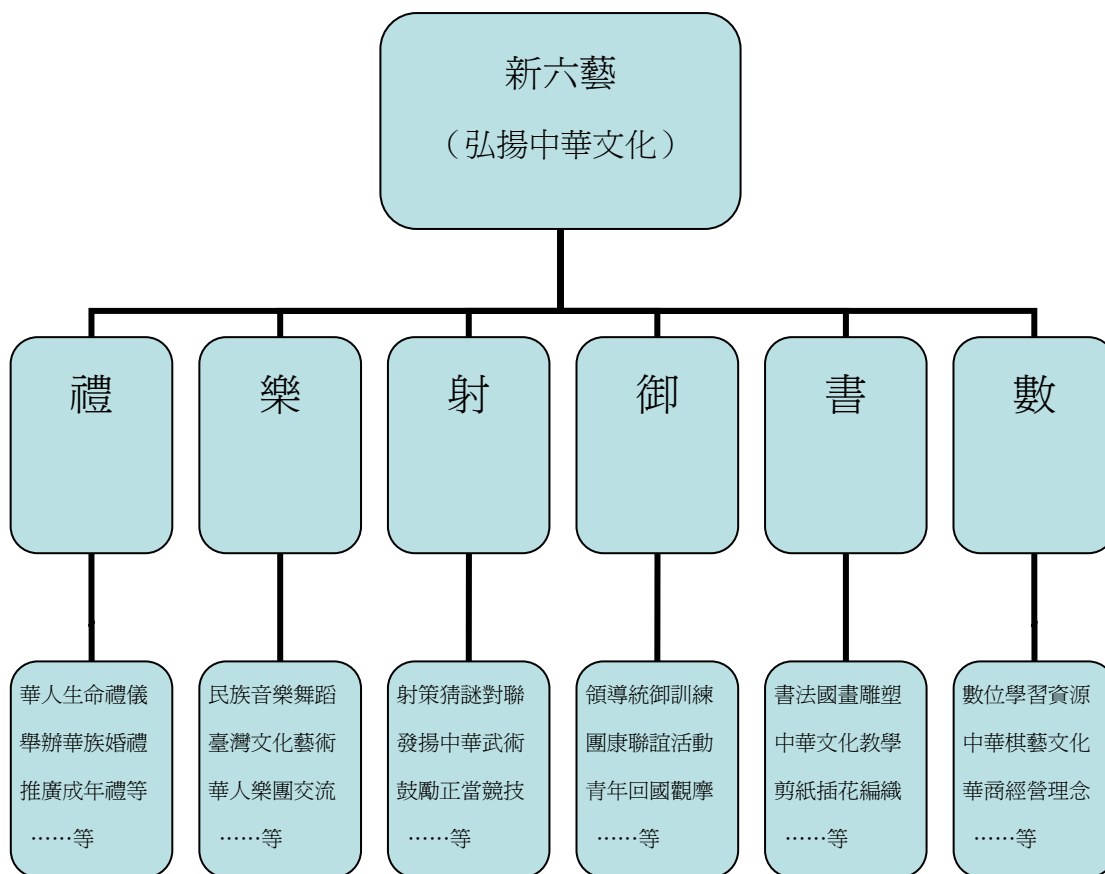 新六藝
（弘揚中華文化）
禮
樂
射
御
書
數
華人生命禮儀
舉辦華族婚禮
推廣成年禮等
……等
民族音樂舞蹈
臺灣文化藝術
華人樂團交流
……等
射策猜謎對聯
發揚中華武術
鼓勵正當競技
……等
領導統御訓練
團康聯誼活動
青年回國觀摩
……等
書法國畫雕塑
中華文化教學
剪紙插花編織
……等
數位學習資源
中華棋藝文化
華商經營理念
……等